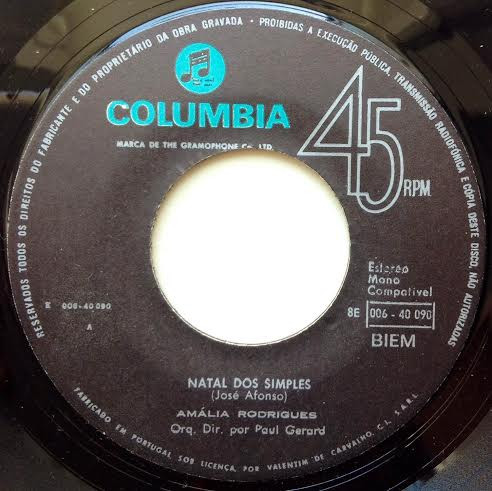 RESERVADOS TODOS OS DIREITOS DO FABRICANTE E DO PROPRIETÁRIO DA OBRA GRAVADA - PROIBIDAS A EXECUÇÃO PÚBLICA, TRANSMISSÃO RADIOFÓNICA E CÓPIA DESTE DISCO, NÃO AUTORIZADAS
COLUMBIA
MARCA DE THE GRAMOPHONE Co. LTD.
45 RPM
Estereo
Mono
Compativel
E 006-40 090
A
8E 006-40 090
BIEM
NATAL DOS SIMPLES
(José Afonso)
AMÁLIA RODRIGUES
Orq. Dir. por Paul Gerard
FABRICADO EM PORTUGAL, SOB LICENÇA, POR VALENTIM DE CARVALHO, C.I., S.A.R.L.